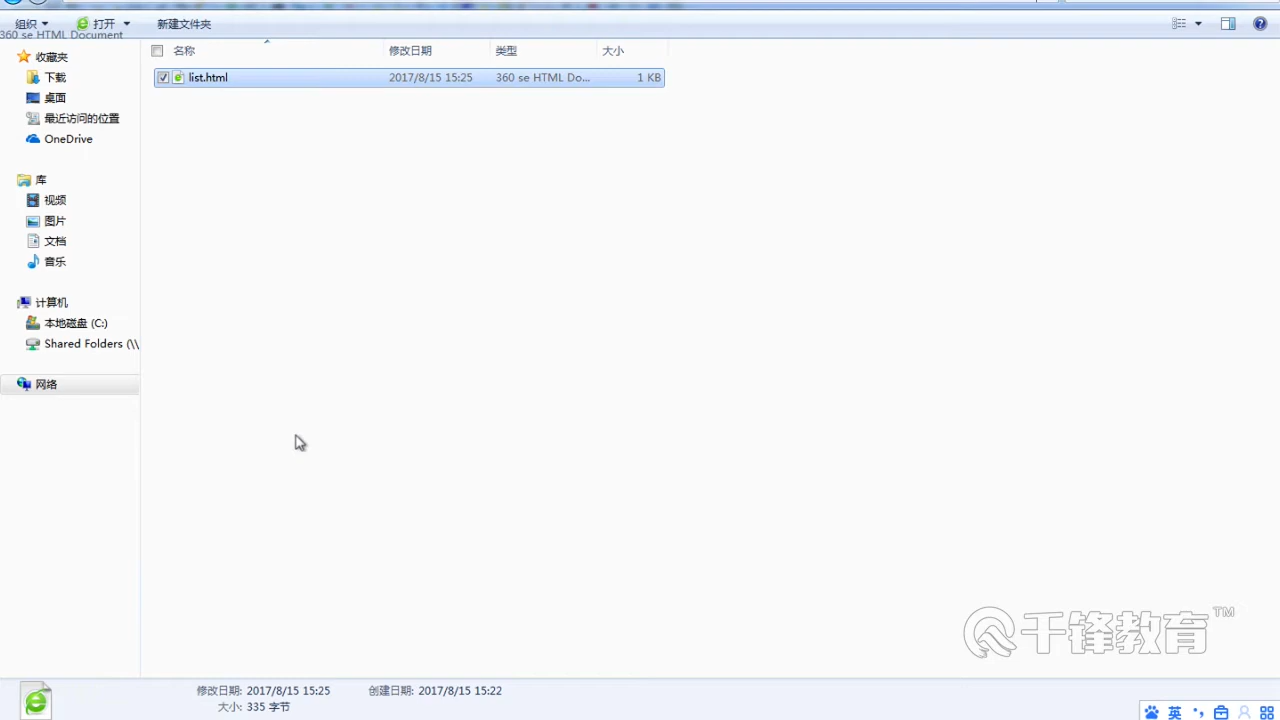 组织 打开 新建文件夹
360 se HTML Document
名称 修改日期 类型 大小
list.html 2017/8/15 15:25 360 se HTML Do... 1 KB
收藏夹
下载
桌面
最近访问的位置
OneDrive
库
视频
图片
文档
音乐
计算机
本地磁盘 (C:)
Shared Folders (\\
网络
千锋教育TM
修改日期: 2017/8/15 15:25 创建日期: 2017/8/15 15:22
大小: 335 字节
英